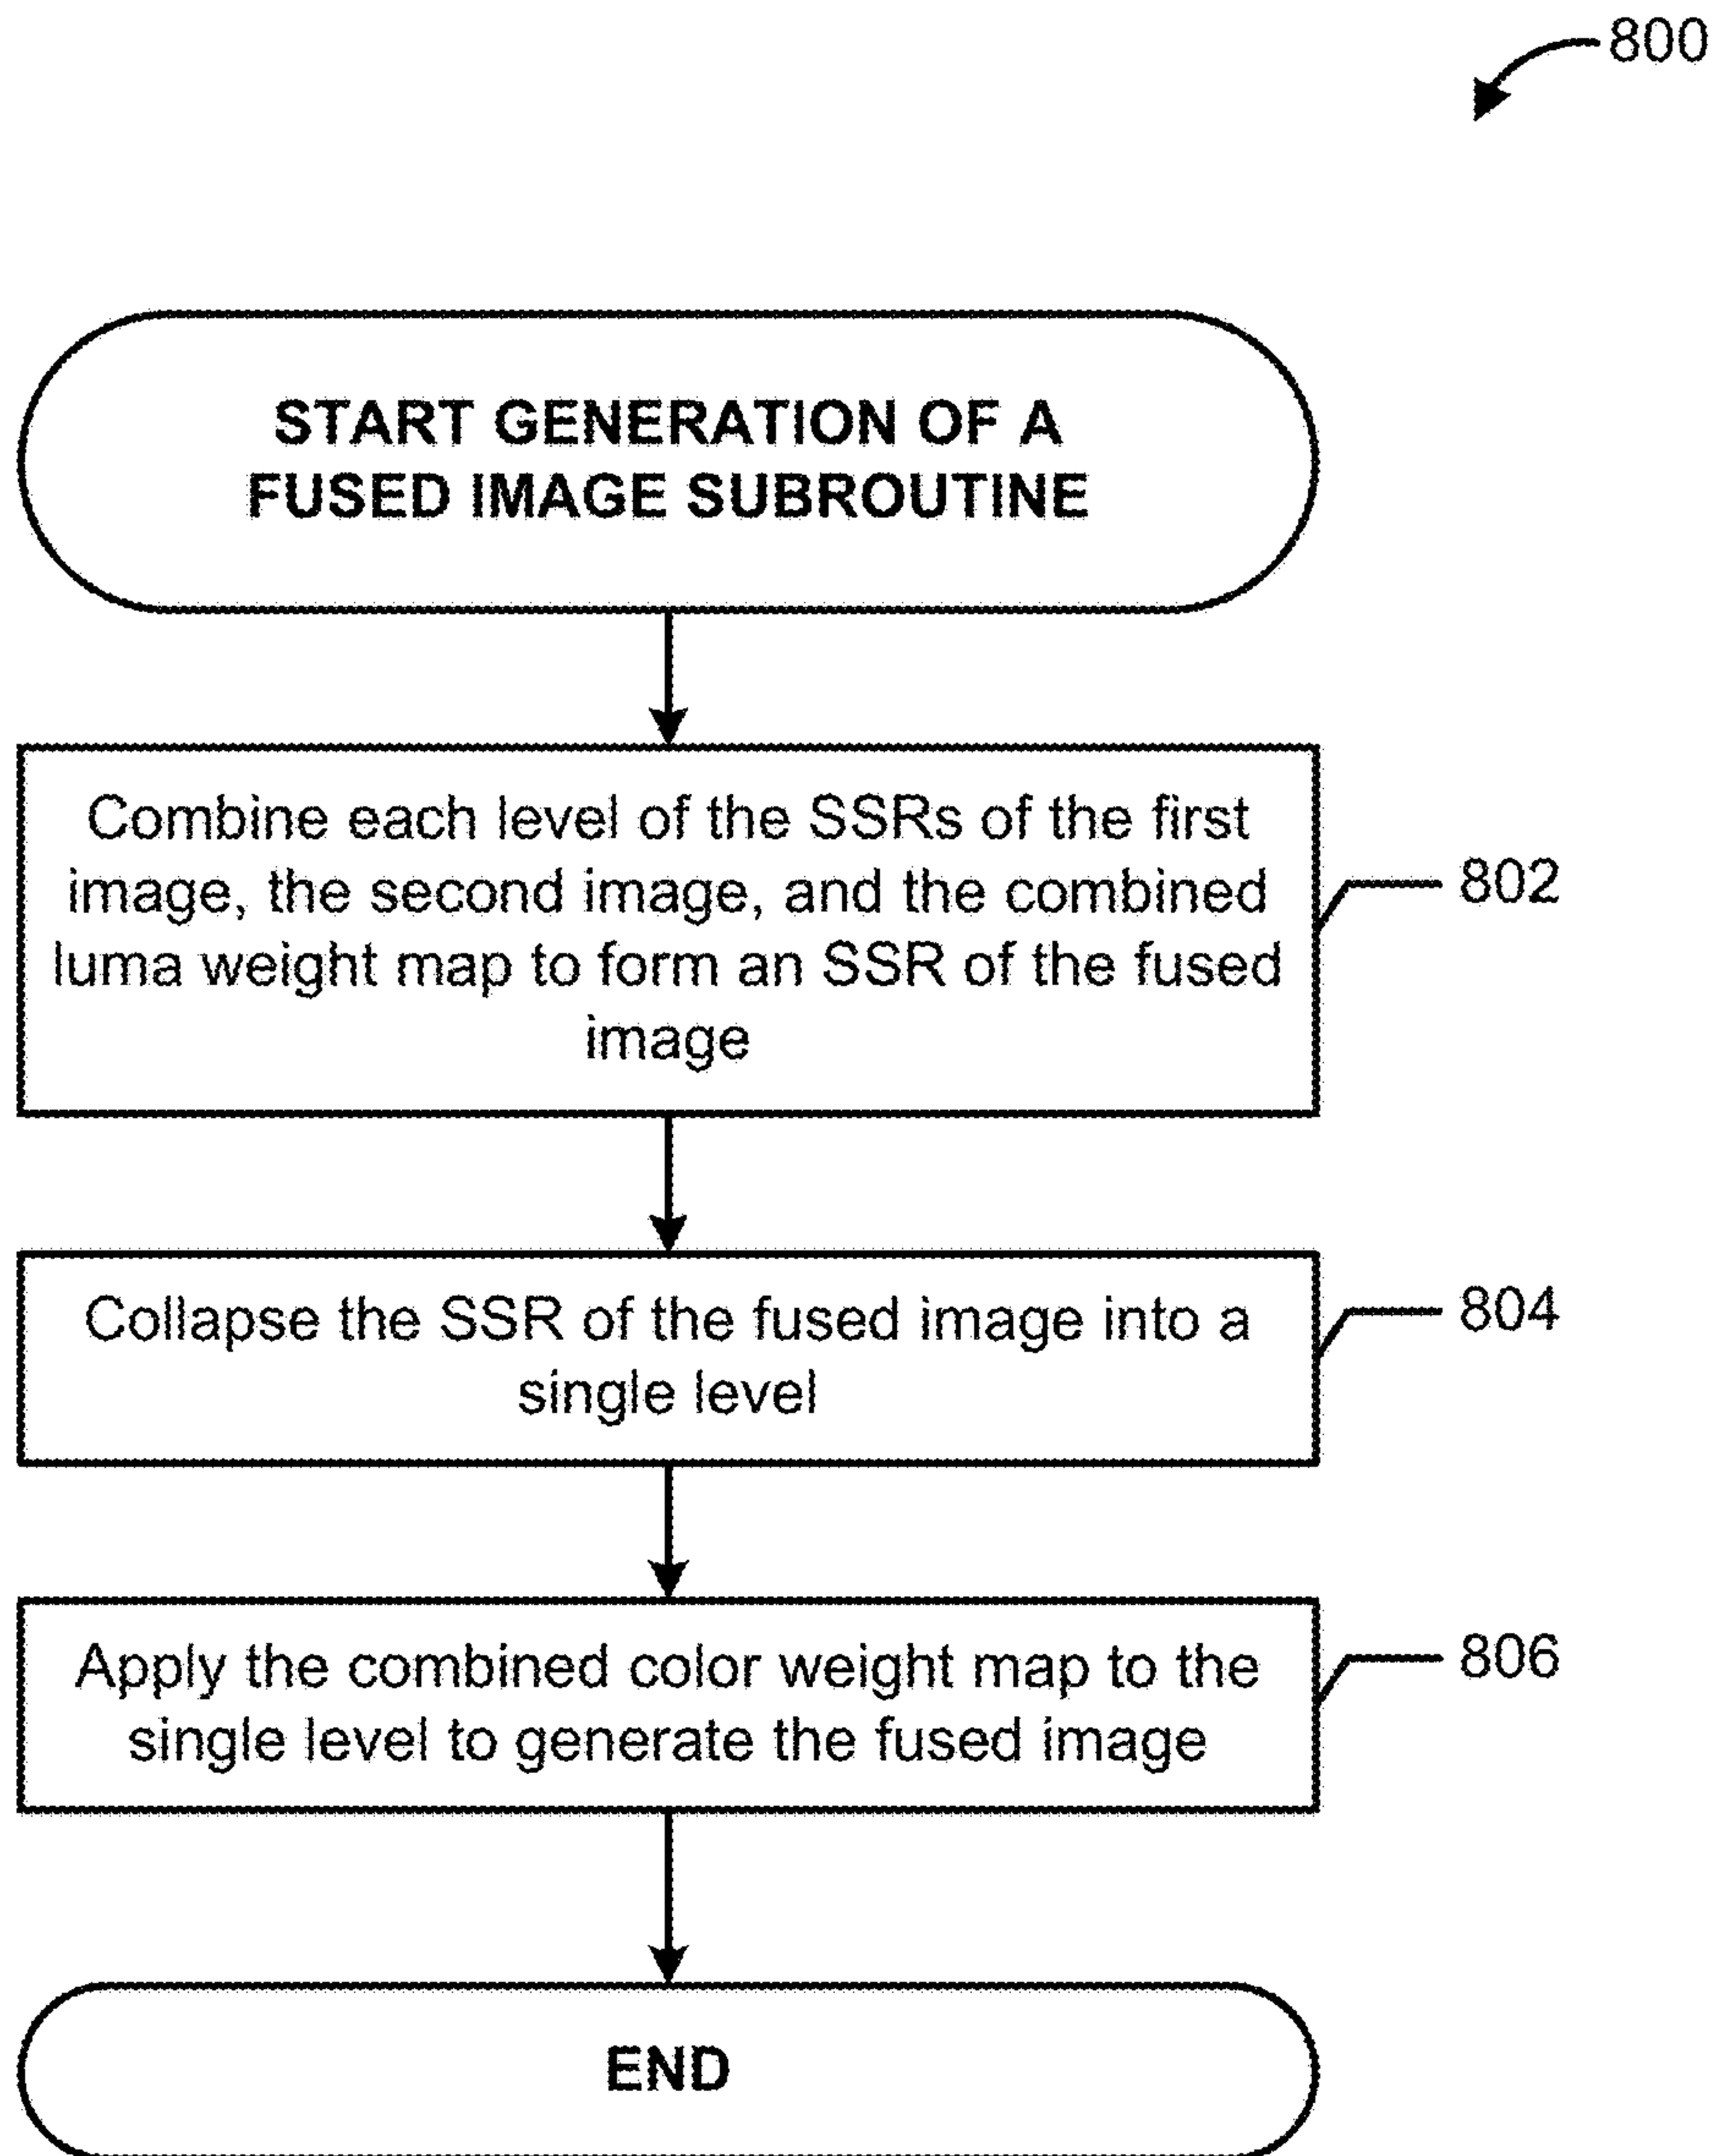 800
START GENERATION OF A
FUSED IMAGE SUBROUTINE
Combine each level of the SSRs of the first
image, the second image, and the combined
luma weight map to form an SSR of the fused
image
802
Collapse the SSR of the fused image into a
single level
804
Apply the combined color weight map to the
single level to generate the fused image
806
END